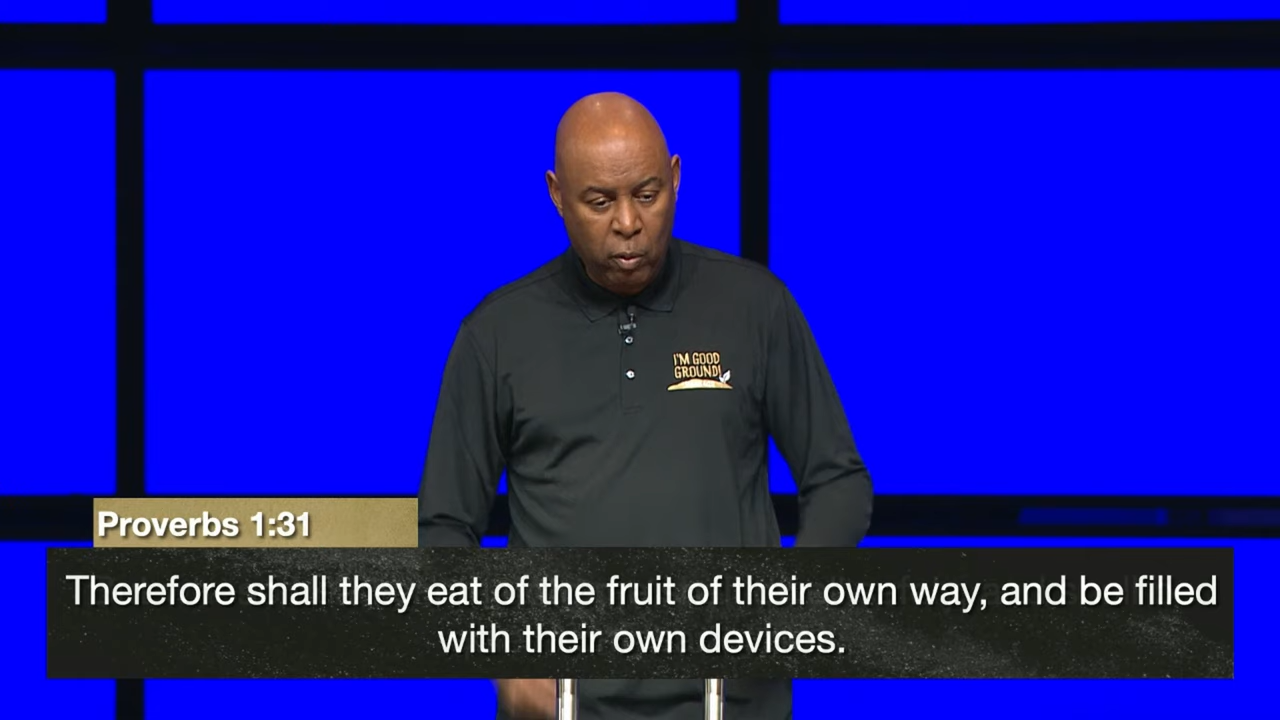 I'M GOOD
GROUND!
Proverbs 1:31
Therefore shall they eat of the fruit of their own way, and be filled
with their own devices.